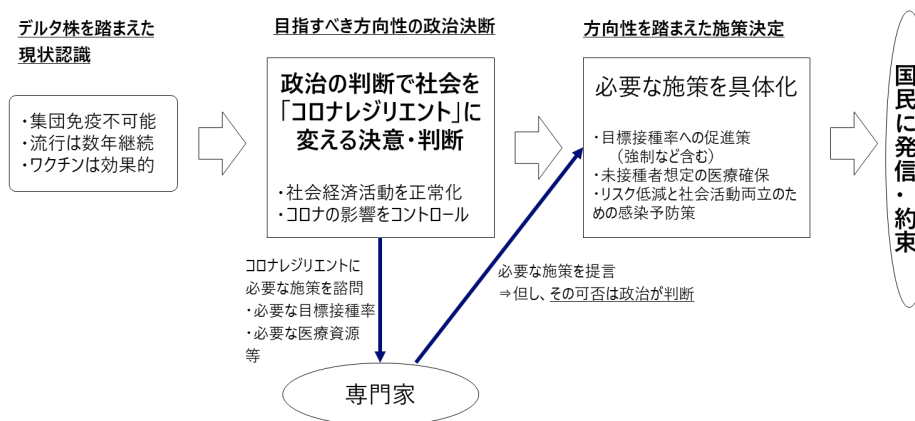 デルタ株を踏まえた
現状認識
・集団免疫不可能
・流行は数年継続
・ワクチンは効果的
目指すべき方向性の政治決断
政治の判断で社会を
「コロナレジリエント」に
変える決意・判断
・社会経済活動を正常化
・コロナの影響をコントロール
方向性を踏まえた施策決定
必要な施策を具体化
・目標接種率への促進策
（強制など含む）
・未接種者想定の医療確保
・リスク低減と社会活動両立のた
めの感染予防策
国民に発信・約束
コロナレジリエントに
必要な施策を諮問
・必要な目標接種率
・必要な医療資源
等
必要な施策を提言
⇒但し、その可否は政治が判断
専門家